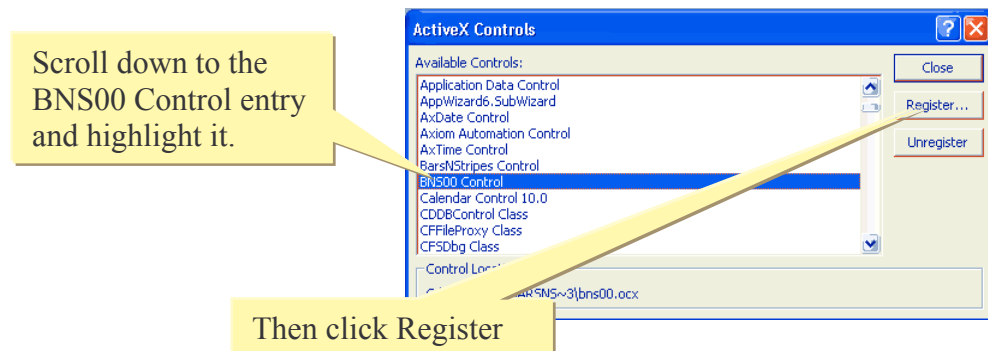 ActiveX Controls
Scroll down to the
BNS00 Control entry
and highlight it.
Available Controls:
Application Data Control
AppWizard6.SubWizard
AxDate Control
Axiom Automation Control
AxTime Control
BarsNStripes Control
BNS00 Control
Calendar Control 10.0
CDDBControl Class
CFFileProxy Class
CFSDbg Class
Close
Register...
Unregister
Control
\bns00.ocx
Then click Register